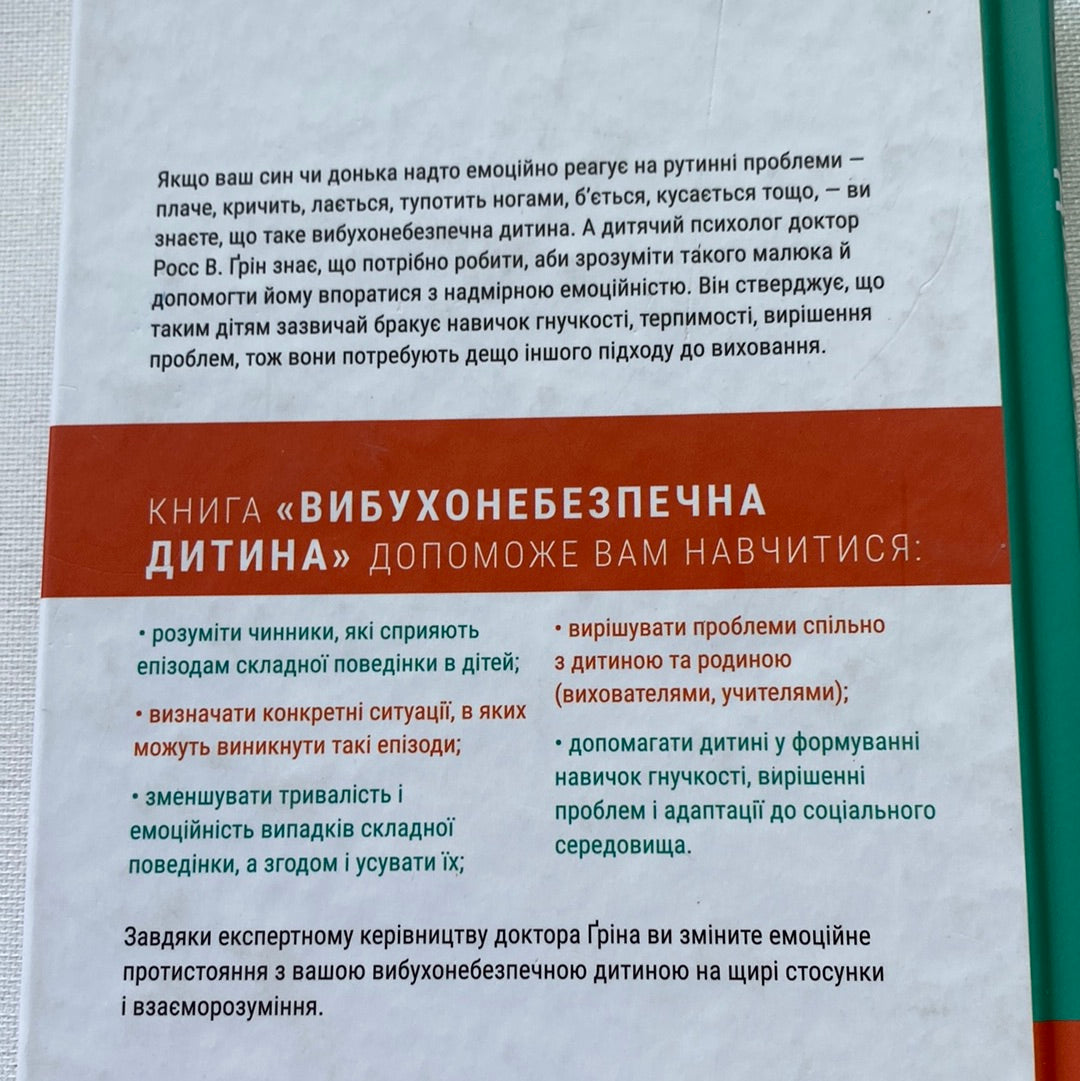 Якщо ваш син чи донька надто емоційно реагує на рутинні проблеми —
плаче, кричить, лається, тупотить ногами, б’ється, кусається тощо, — ви
знаєте, що таке вибухонебезпечна дитина. А дитячий психолог доктор
Росс В. Ґрін знає, що потрібно робити, аби зрозуміти такого малюка й
допомогти йому впоратися з надмірною емоційністю. Він стверджує, що
таким дітям зазвичай бракує навичок гнучкості, терпимості, вирішення
проблем, тож вони потребують дещо іншого підходу до виховання.
КНИГА «ВИБУХОНЕБЕЗПЕЧНА
ДИТИНА» ДОПОМОЖЕ ВАМ НАВЧИТИСЯ:
• розуміти чинники, які сприяють
епізодам складної поведінки в дітей;
• визначати конкретні ситуації, в яких
можуть виникнути такі епізоди;
• зменшувати тривалість і
емоційність випадків складної
поведінки, а згодом і усувати їх;
• вирішувати проблеми спільно
з дитиною та родиною
(вихователями, учителями);
• допомагати дитині у формуванні
навичок гнучкості, вирішенні
проблем і адаптації до соціального
середовища.
Завдяки експертному керівництву доктора Ґріна ви зміните емоційне
протистояння з вашою вибухонебезпечною дитиною на щирі стосунки
і взаєморозуміння.